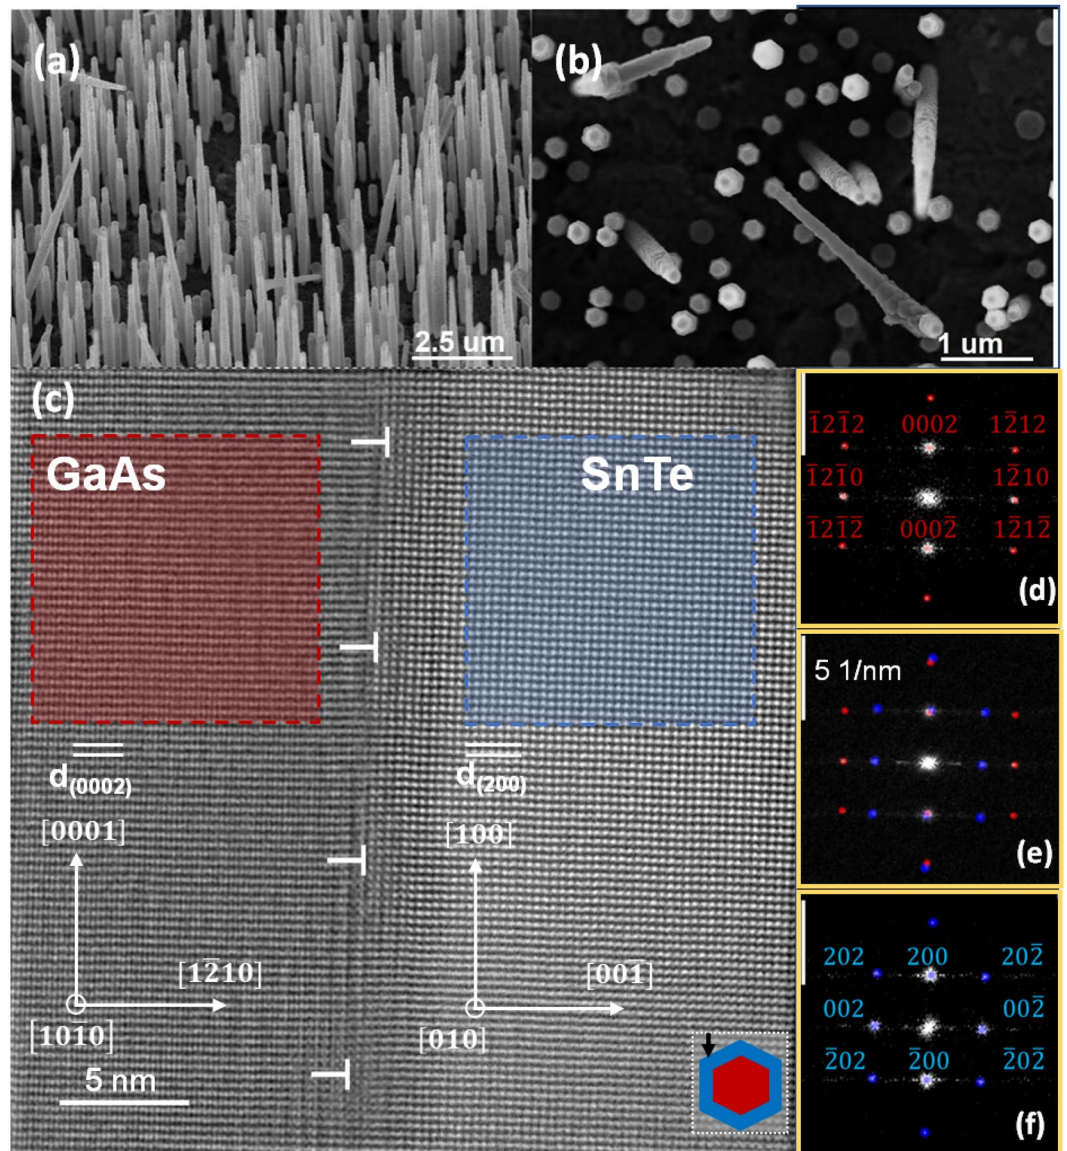 (a)
2.5 um
(b)
1 um
(c)
GaAs
SnTe
d(0002)
d(200)
[0001]
[100]
[12̄10]
[001̄]
[101̄0]
[010]
5 nm
1̄21̄2 0002 12̄12
1̄21̄0 12̄10
1̄21̄2̄ 0002̄ 12̄12̄
(d)
5 1/nm
(e)
202 200 202̄
002 002̄
2̄02 2̄00 2̄02̄
(f)